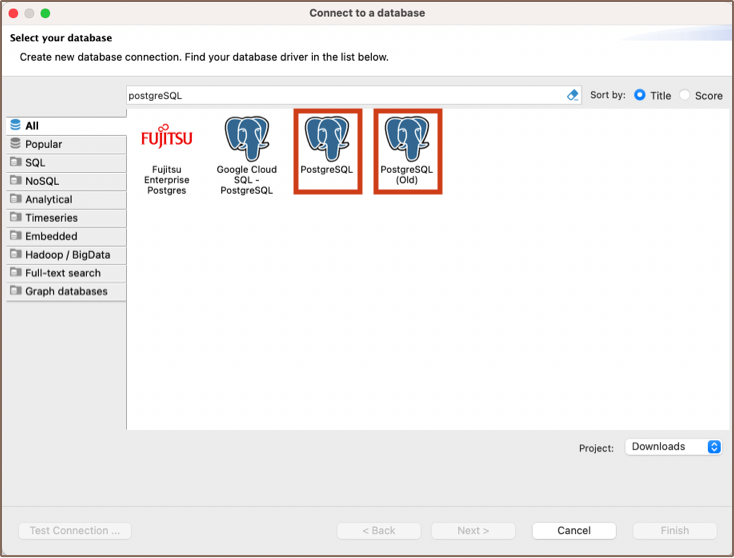 Connect to a database
Select your database
Create new database connection. Find your database driver in the list below.
postgreSQL
Sort by:
Title
Score
All
Popular
SQL
NoSQL
Analytical
Timeseries
Embedded
Hadoop / BigData
Full-text search
Graph databases
FUJITSU
Fujitsu
Enterprise
Postgres
Google Cloud
SQL -
PostgreSQL
PostgreSQL
PostgreSQL
(Old)
Project:
Downloads
Test Connection ...
< Back
Next >
Cancel
Finish